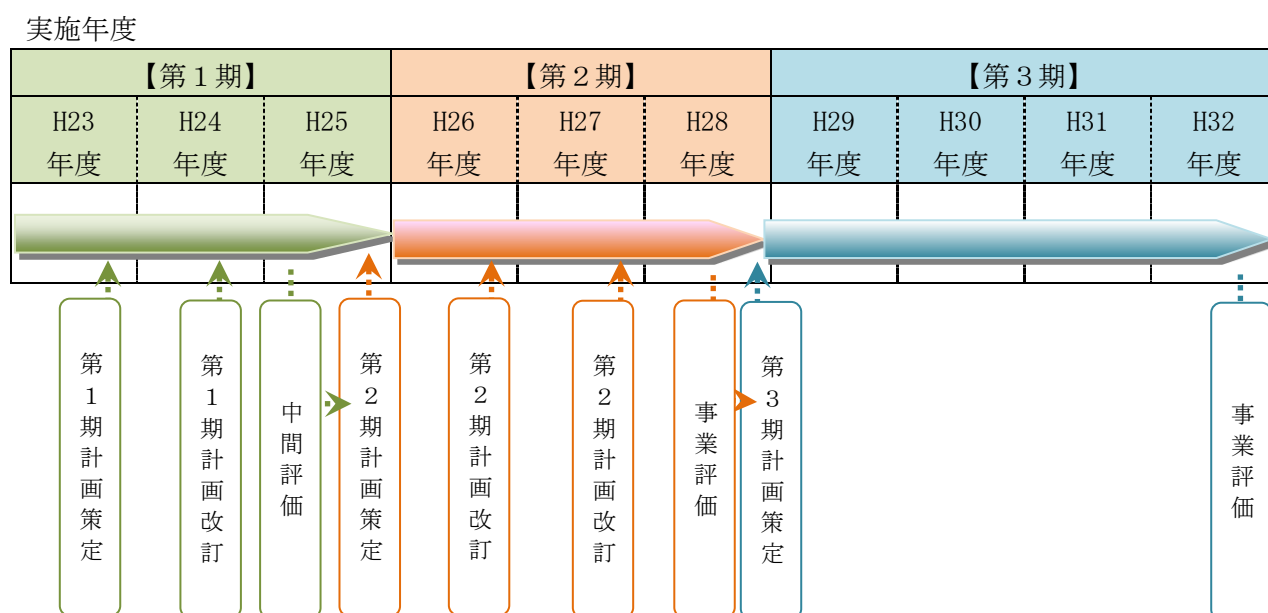 実施年度
【第１期】
【第２期】
【第３期】
H23
年度
H24
年度
H25
年度
H26
年度
H27
年度
H28
年度
H29
年度
H30
年度
H31
年度
H32
年度
第１期計画策定
第１期計画改訂
中間評価
第２期計画策定
第２期計画改訂
第２期計画改訂
事業評価
第３期計画策定
事業評価